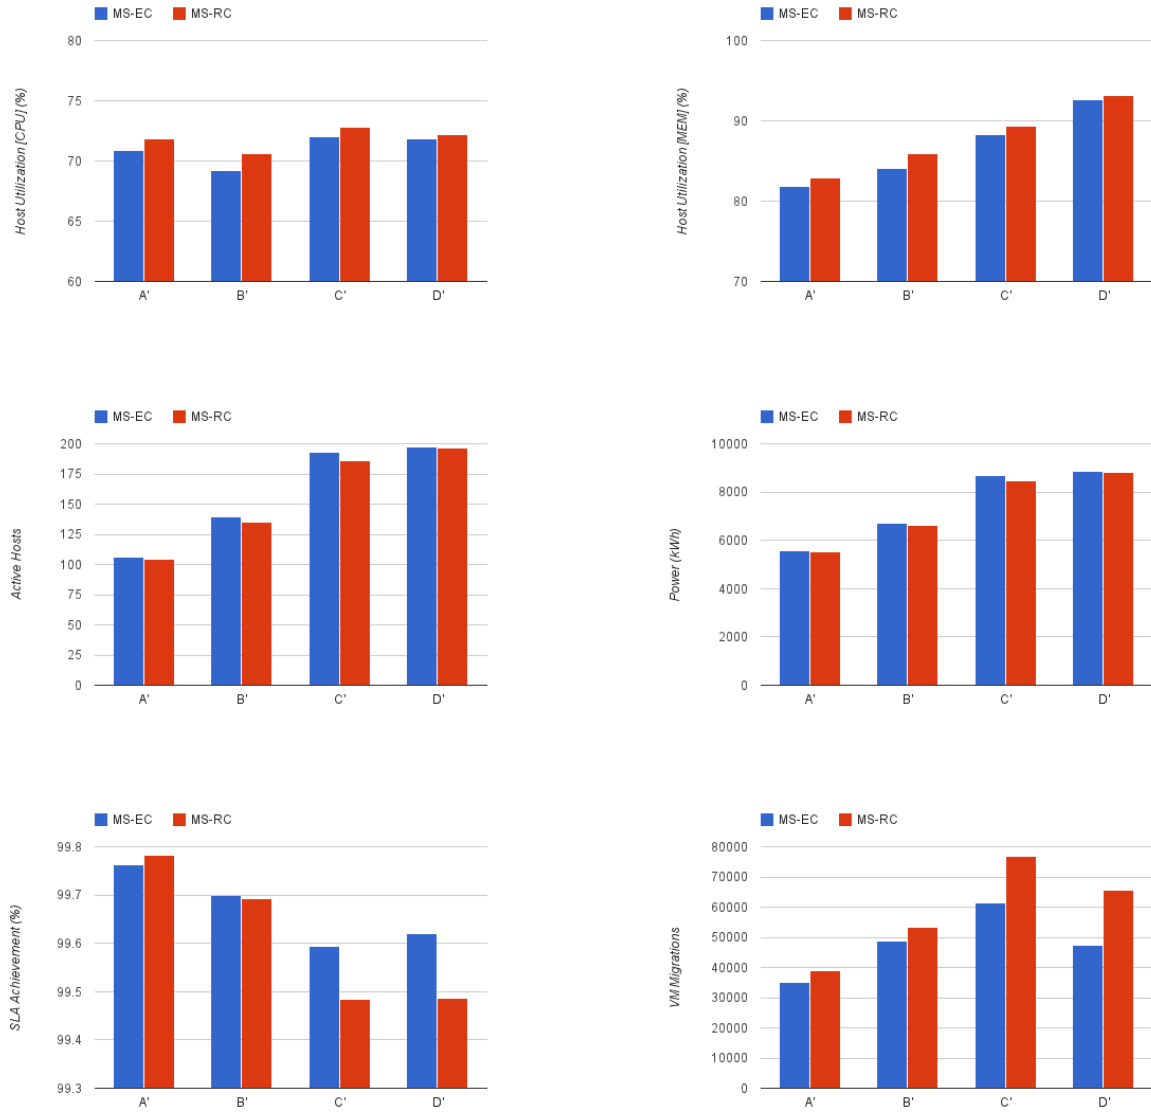 MS-EC MS-RC
Host Utilization [CPU] (%)
80
75
70
65
60
A' B' C' D'
MS-EC MS-RC
Host Utilization [MEM] (%)
100
90
80
70
A' B' C' D'
MS-EC MS-RC
Active Hosts
200
175
150
125
100
75
50
25
0
A' B' C' D'
MS-EC MS-RC
Power (kWh)
10000
8000
6000
4000
2000
0
A' B' C' D'
MS-EC MS-RC
SLA Achievement (%)
99.8
99.7
99.6
99.5
99.4
99.3
A' B' C' D'
MS-EC MS-RC
VM Migrations
80000
70000
60000
50000
40000
30000
20000
10000
0
A' B' C' D'